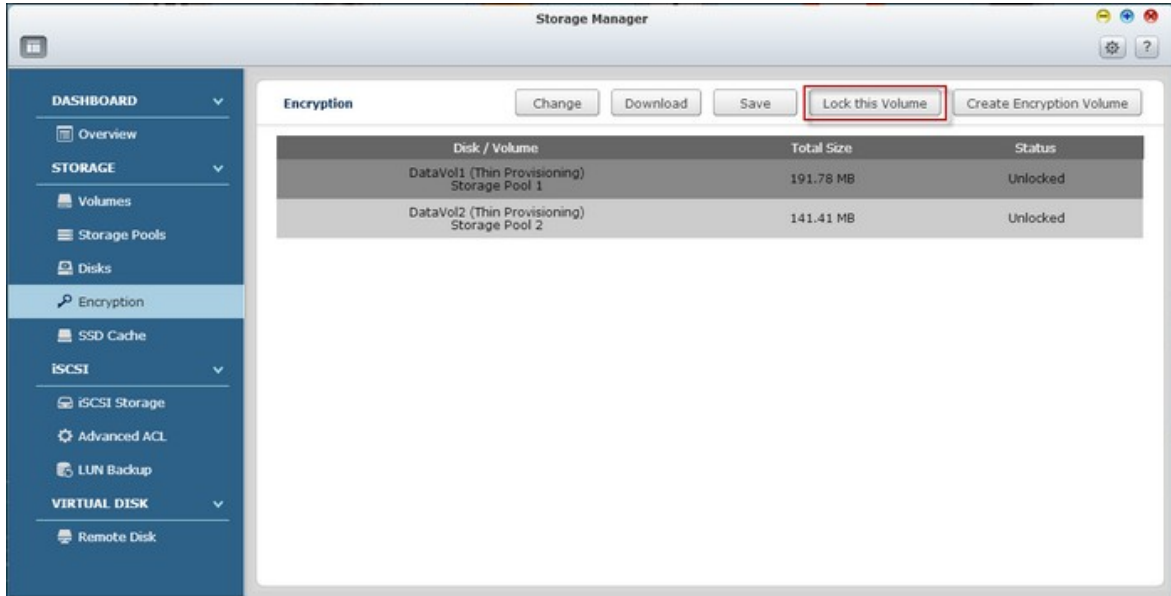 Storage Manager
?
DASHBOARD
Overview
STORAGE
Volumes
Storage Pools
Disks
Encryption
SSD Cache
iSCSI
iSCSI Storage
Advanced ACL
LUN Backup
VIRTUAL DISK
Remote Disk
Encryption Change Download Save Lock this Volume Create Encryption Volume
Disk / Volume Total Size Status
DataVol1 (Thin Provisioning)
Storage Pool 1 191.78 MB Unlocked
DataVol2 (Thin Provisioning)
Storage Pool 2 141.41 MB Unlocked